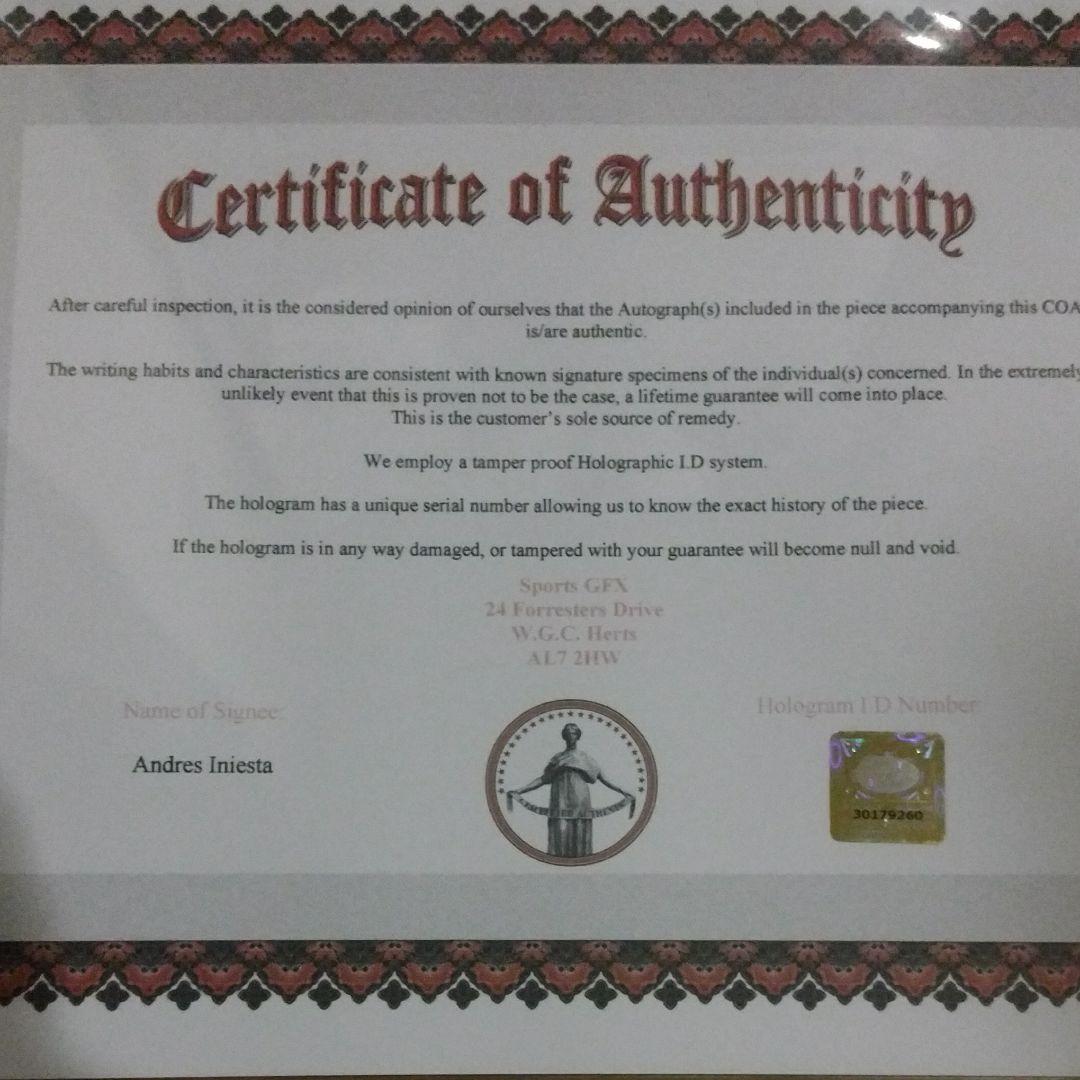 Certificate of Authenticity
After careful inspection, it is the considered opinion of ourselves that the Autograph(s) included in the piece accompanying this COA
is/are authentic.
The writing habits and characteristics are consistent with known signature specimens of the individual(s) concerned. In the extremely
unlikely event that this is proven not to be the case, a lifetime guarantee will come into place.
This is the customer's sole source of remedy.
We employ a tamper proof Holographic I.D system.
The hologram has a unique serial number allowing us to know the exact history of the piece.
If the hologram is in any way damaged, or tampered with your guarantee will become null and void.
Sports GFX
24 Forresters Drive
W.G.C. Herts
AL7 2HW
Name of Signee:
Hologram I.D Number:
Andres Iniesta
30179260